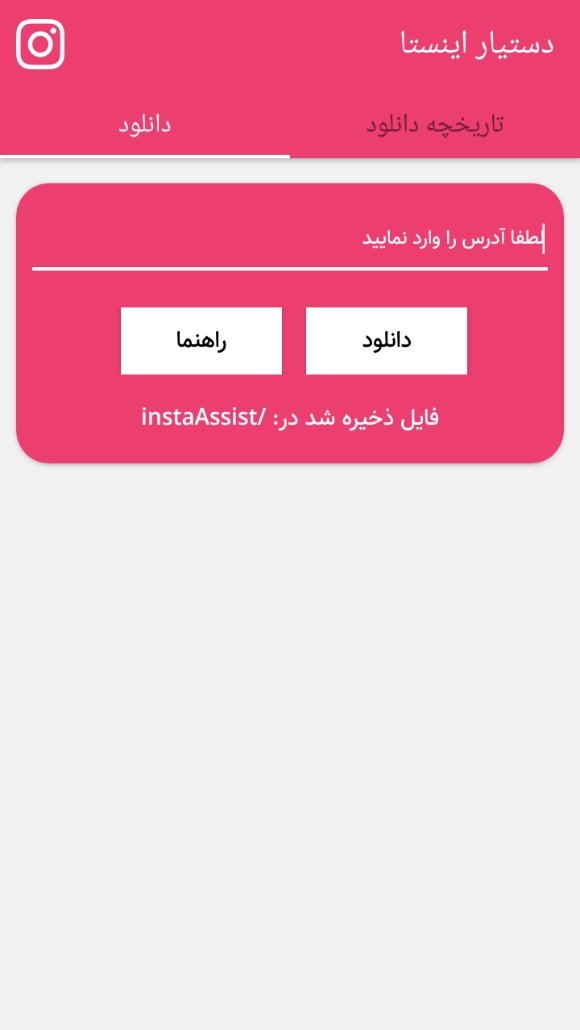 دستیار اینستا
تاریخچه دانلود
دانلود
لطفا آدرس را وارد نمایید
دانلود
راهنما
فایل ذخیره شد در: /instaAssist